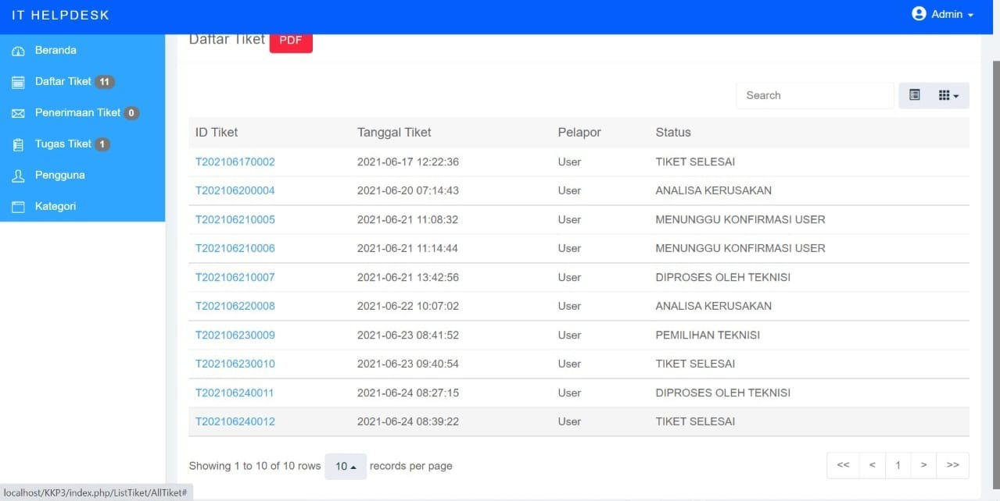 IT HELPDESK
Admin
Beranda
Daftar Tiket 11
Penerimaan Tiket 0
Tugas Tiket 1
Pengguna
Kategori
Daftar Tiket PDF
Search
ID Tiket Tanggal Tiket Pelapor Status
T202106170002 2021-06-17 12:22:36 User TIKET SELESAI
T202106200004 2021-06-20 07:14:43 User ANALISA KERUSAKAN
T202106210005 2021-06-21 11:08:32 User MENUNGGU KONFIRMASI USER
T202106210006 2021-06-21 11:14:44 User MENUNGGU KONFIRMASI USER
T202106210007 2021-06-21 13:42:56 User DIPROSES OLEH TEKNISI
T202106220008 2021-06-22 10:07:02 User ANALISA KERUSAKAN
T202106230009 2021-06-23 08:41:52 User PEMILIHAN TEKNISI
T202106230010 2021-06-23 09:40:54 User TIKET SELESAI
T202106240011 2021-06-24 08:27:15 User DIPROSES OLEH TEKNISI
T202106240012 2021-06-24 08:39:22 User TIKET SELESAI
Showing 1 to 10 of 10 rows 10 records per page
<< < 1 > >>
localhost/KKP3/index.php/ListTiket/AllTiket#